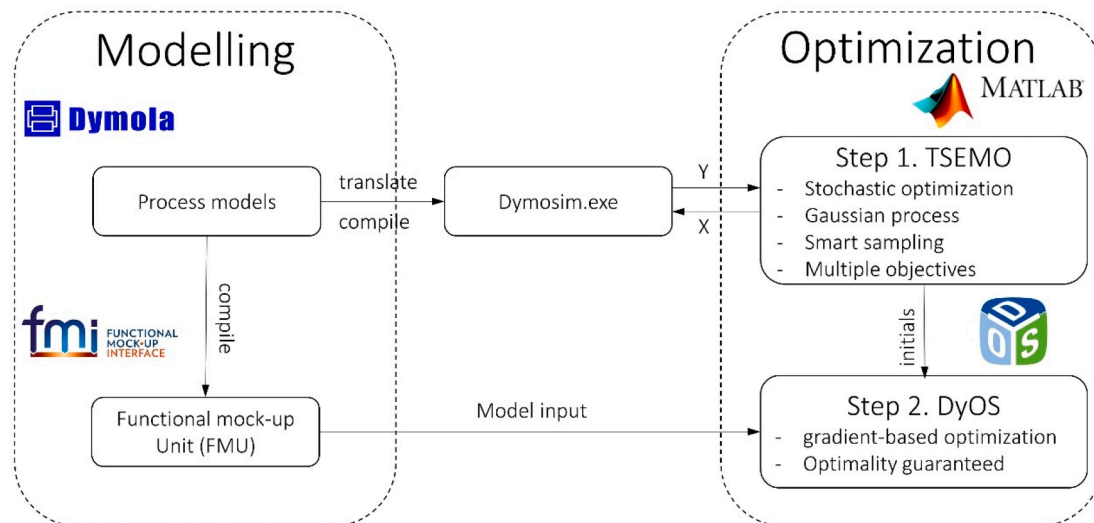 Modelling
Dymola
Process models
translate
compile
Dymosim.exe
Y
X
compile
fmi FUNCTIONAL
MOCK-UP
INTERFACE
Functional mock-up
Unit (FMU)
Model input
Optimization
MATLAB
Step 1. TSEMO
- Stochastic optimization
- Gaussian process
- Smart sampling
- Multiple objectives
initials
D
O S
Step 2. DyOS
- gradient-based optimization
- Optimality guaranteed